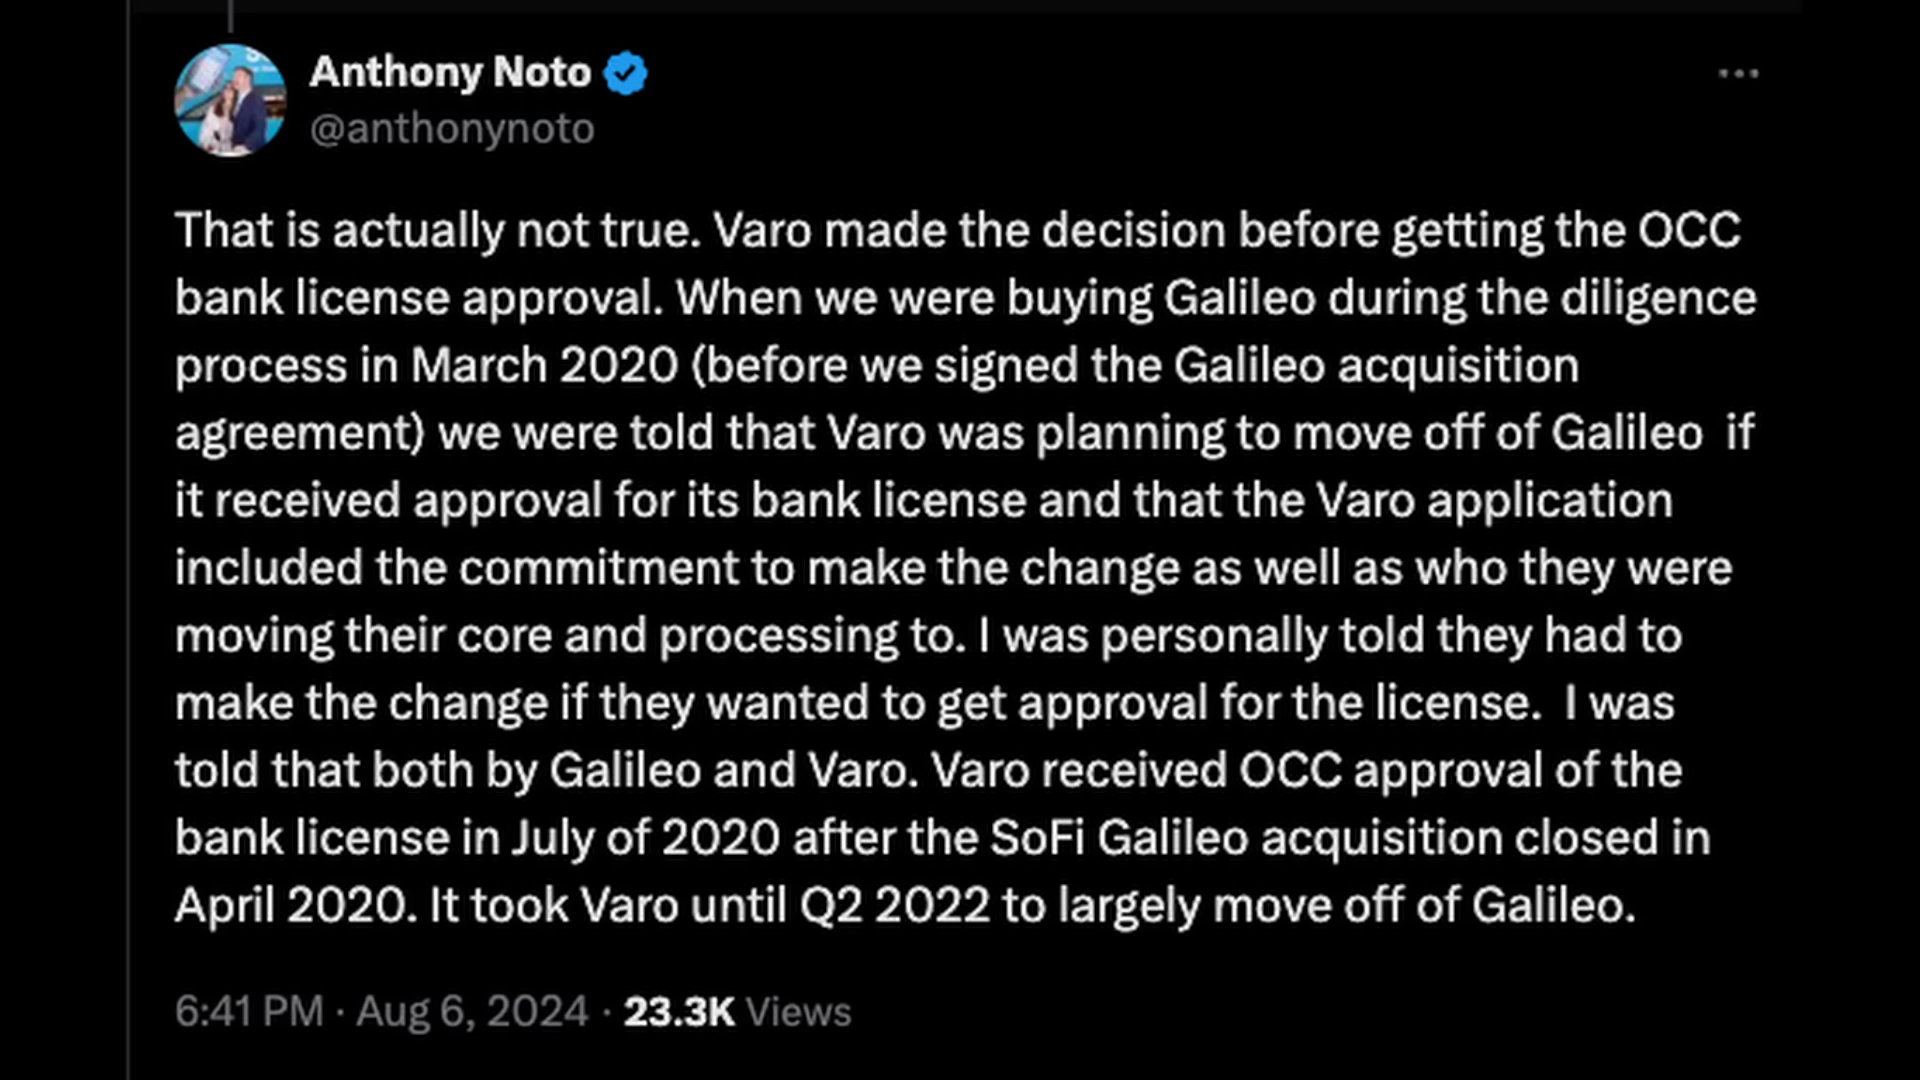 Anthony Noto
@anthonynoto
That is actually not true. Varo made the decision before getting the OCC
bank license approval. When we were buying Galileo during the diligence
process in March 2020 (before we signed the Galileo acquisition
agreement) we were told that Varo was planning to move off of Galileo  if
it received approval for its bank license and that the Varo application
included the commitment to make the change as well as who they were
moving their core and processing to. I was personally told they had to
make the change if they wanted to get approval for the license.  I was
told that both by Galileo and Varo. Varo received OCC approval of the
bank license in July of 2020 after the SoFi Galileo acquisition closed in
April 2020. It took Varo until Q2 2022 to largely move off of Galileo.
6:41 PM · Aug 6, 2024 · 23.3K Views